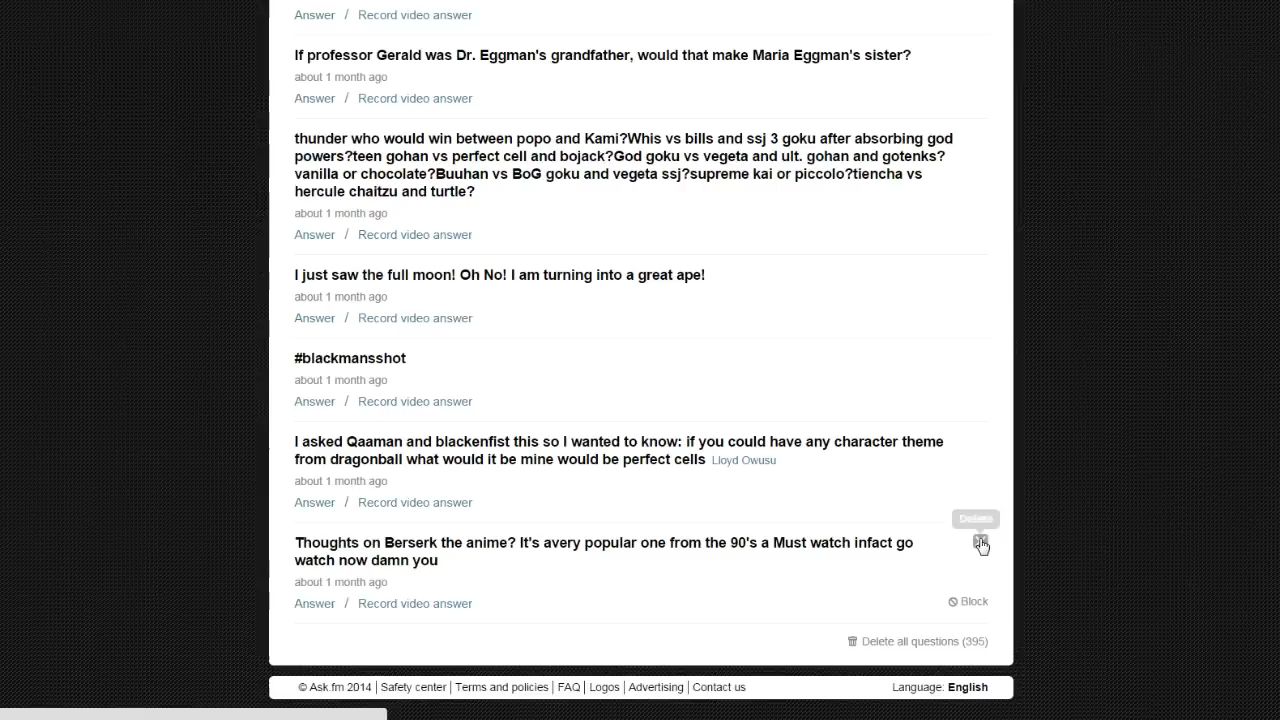 Answer / Record video answer
If professor Gerald was Dr. Eggman's grandfather, would that make Maria Eggman's sister?
about 1 month ago
Answer / Record video answer
thunder who would win between popo and Kami?Whis vs bills and ssj 3 goku after absorbing god
powers?teen gohan vs perfect cell and bojack?God goku vs vegeta and ult. gohan and gotenks?
vanilla or chocolate?Buuhan vs BoG goku and vegeta ssj?supreme kai or piccolo?tiencha vs
hercule chaitzu and turtle?
about 1 month ago
Answer / Record video answer
I just saw the full moon! Oh No! I am turning into a great ape!
about 1 month ago
Answer / Record video answer
#blackmansshot
about 1 month ago
Answer / Record video answer
I asked Qaaman and blackenfist this so I wanted to know: if you could have any character theme
from dragonball what would it be mine would be perfect cells Lloyd Owusu
about 1 month ago
Answer / Record video answer
Delete
Thoughts on Berserk the anime? It's avery popular one from the 90's a Must watch infact go
watch now damn you
about 1 month ago
Answer / Record video answer Block
Delete all questions (395)
© Ask.fm 2014 | Safety center | Terms and policies | FAQ | Logos | Advertising | Contact us Language: English